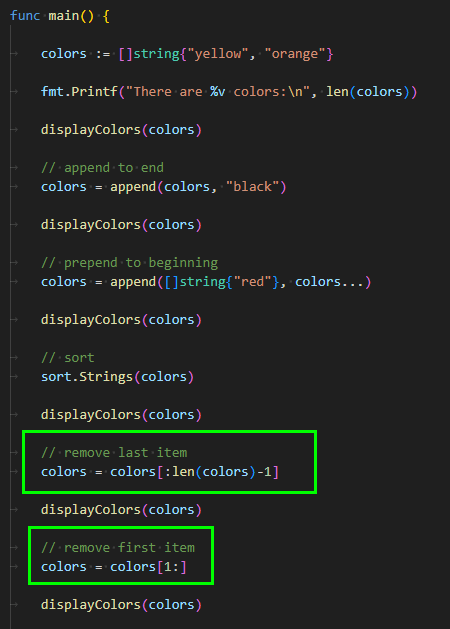 func main() {
colors := []string{"yellow", "orange"}
fmt.Printf("There are %v colors:\n", len(colors))
displayColors(colors)
// append to end
colors = append(colors, "black")
displayColors(colors)
// prepend to beginning
colors = append([]string{"red"}, colors...)
displayColors(colors)
// sort
sort.Strings(colors)
displayColors(colors)
// remove last item
colors = colors[:len(colors)-1]
displayColors(colors)
// remove first item
colors = colors[1:]
displayColors(colors)